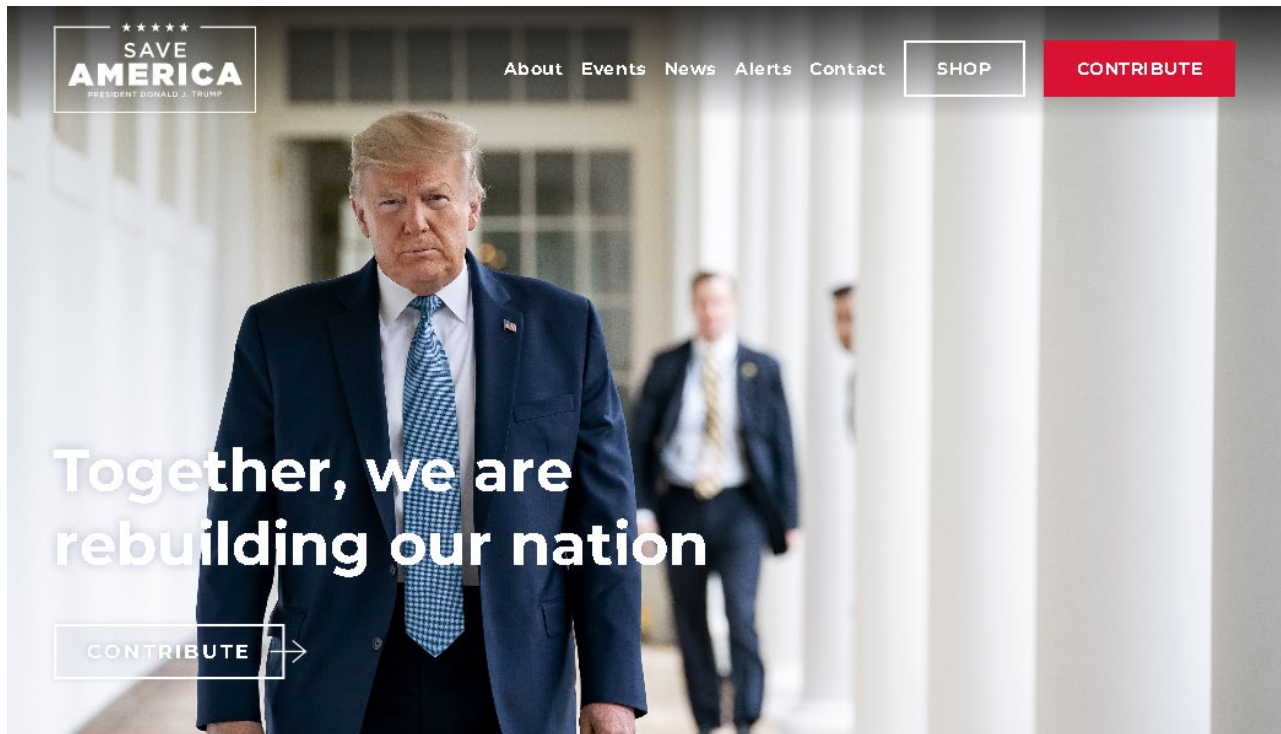 SAVE
AMERICA
PRESIDENT DONALD J. TRUMP
About Events News Alerts Contact SHOP CONTRIBUTE
Together, we are
rebuilding our nation
CONTRIBUTE